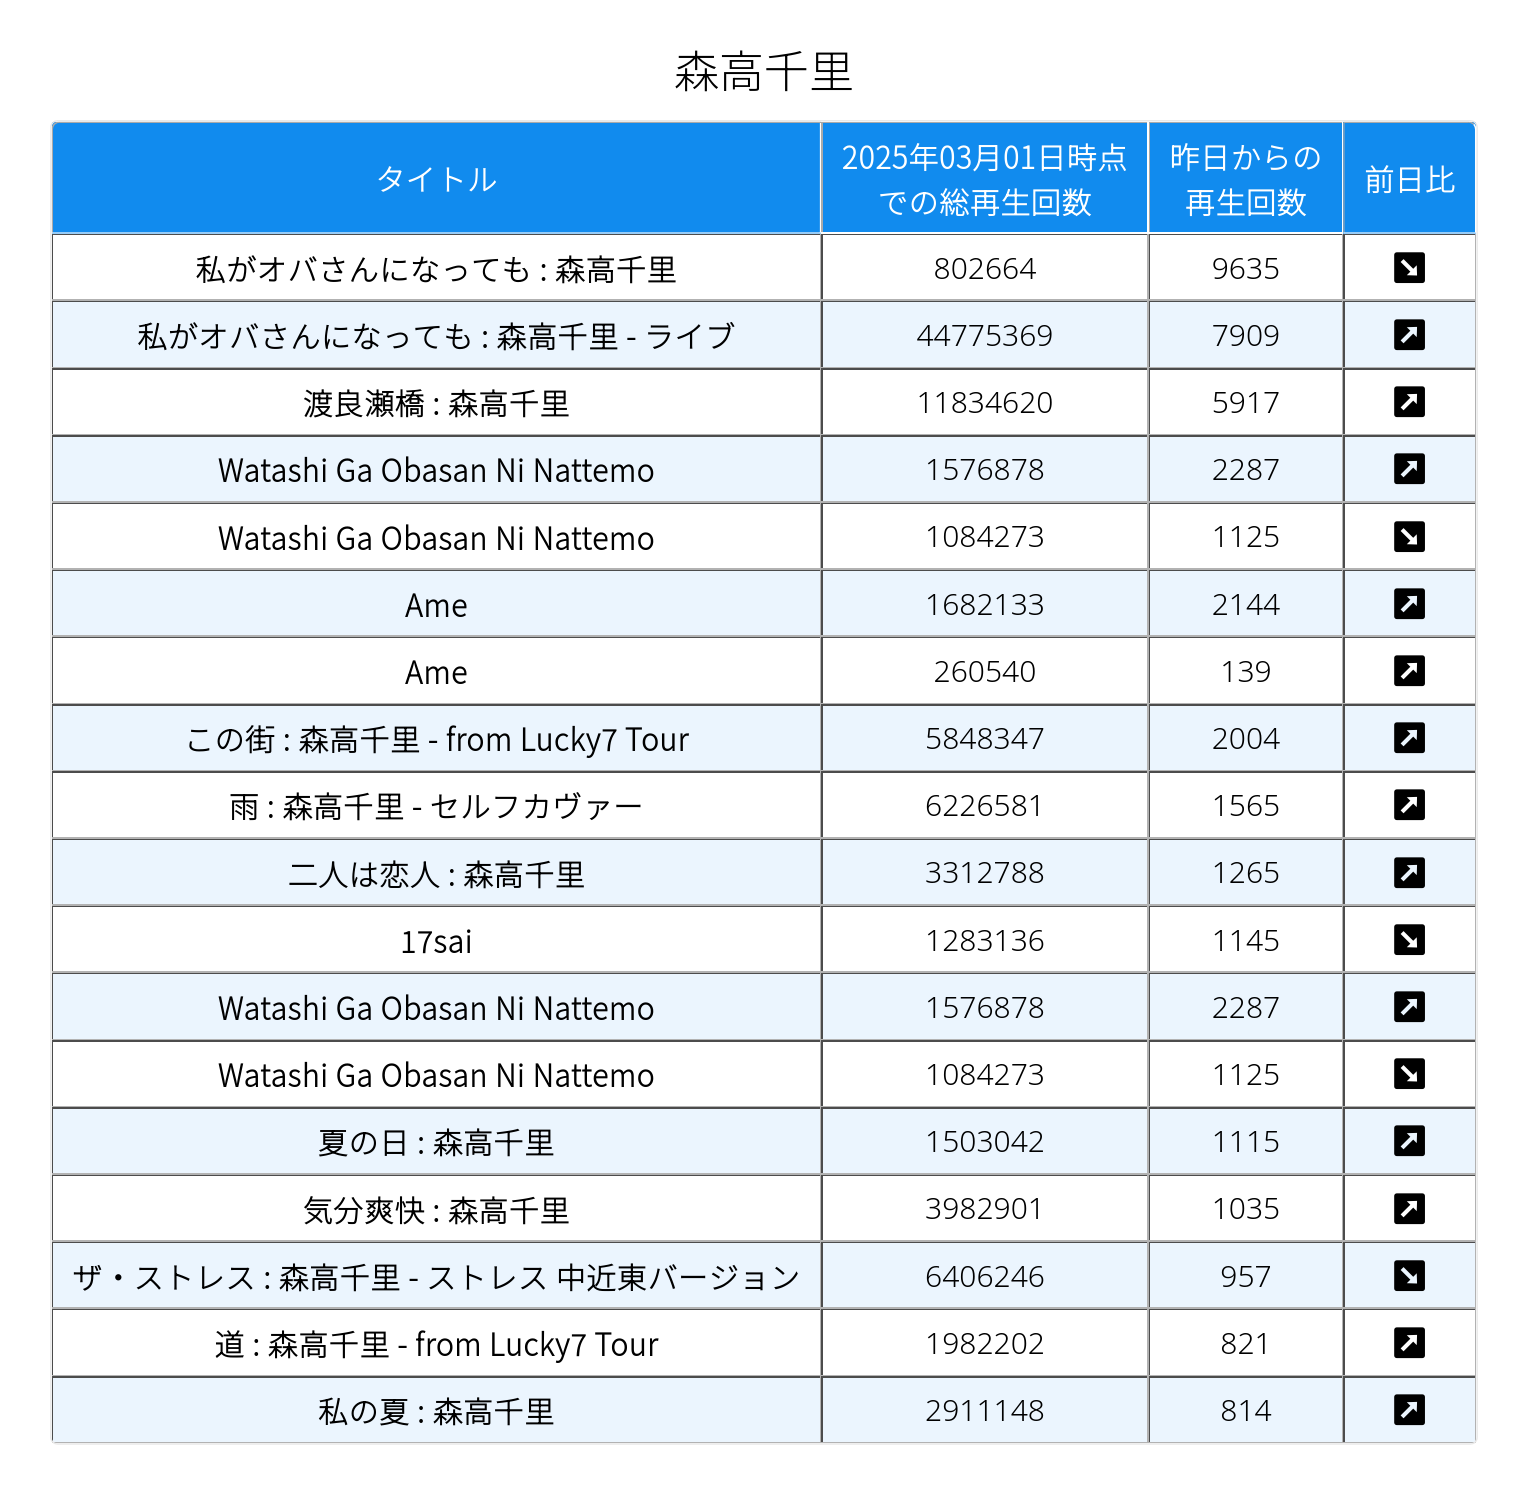 森高千里
タイトル 2025年03月01日時点での総再生回数 昨日からの再生回数 前日比
私がオバさんになっても : 森高千里 802664 9635
私がオバさんになっても : 森高千里 - ライブ 44775369 7909
渡良瀬橋 : 森高千里 11834620 5917
Watashi Ga Obasan Ni Nattemo 1576878 2287
Watashi Ga Obasan Ni Nattemo 1084273 1125
Ame 1682133 2144
Ame 260540 139
この街 : 森高千里 - from Lucky7 Tour 5848347 2004
雨 : 森高千里 - セルフカヴァー 6226581 1565
二人は恋人 : 森高千里 3312788 1265
17sai 1283136 1145
Watashi Ga Obasan Ni Nattemo 1576878 2287
Watashi Ga Obasan Ni Nattemo 1084273 1125
夏の日 : 森高千里 1503042 1115
気分爽快 : 森高千里 3982901 1035
ザ・ストレス : 森高千里 - ストレス 中近東バージョン 6406246 957
道 : 森高千里 - from Lucky7 Tour 1982202 821
私の夏 : 森高千里 2911148 814